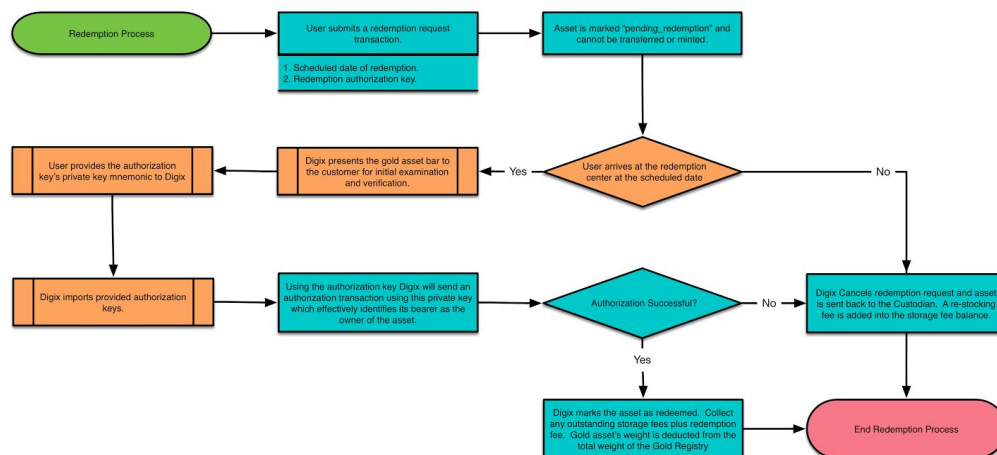 Redemption Process
User submits a redemption request
transaction.
1. Scheduled date of redemption.
2. Redemption authorization key.
Asset is marked “pending_redemption” and
cannot be transferred or minted.
User provides the authorization
key's private key mnemonic to Digix
Digix presents the gold asset bar to
the customer for initial examination
and verification.
Yes
User arrives at the redemption
center at the scheduled date
No
Digix imports provided authorization
keys.
Using the authorization key Digix will send an
authorization transaction using this private key
which effectively identifies its bearer as the
owner of the asset.
Authorization Successful?
No
Digix Cancels redemption request and asset
is sent back to the Custodian. A re-stocking
fee is added into the storage fee balance.
Yes
Digix marks the asset as redeemed. Collect
any outstanding storage fees plus redemption
fee. Gold asset's weight is deducted from the
total weight of the Gold Registry
End Redemption Process